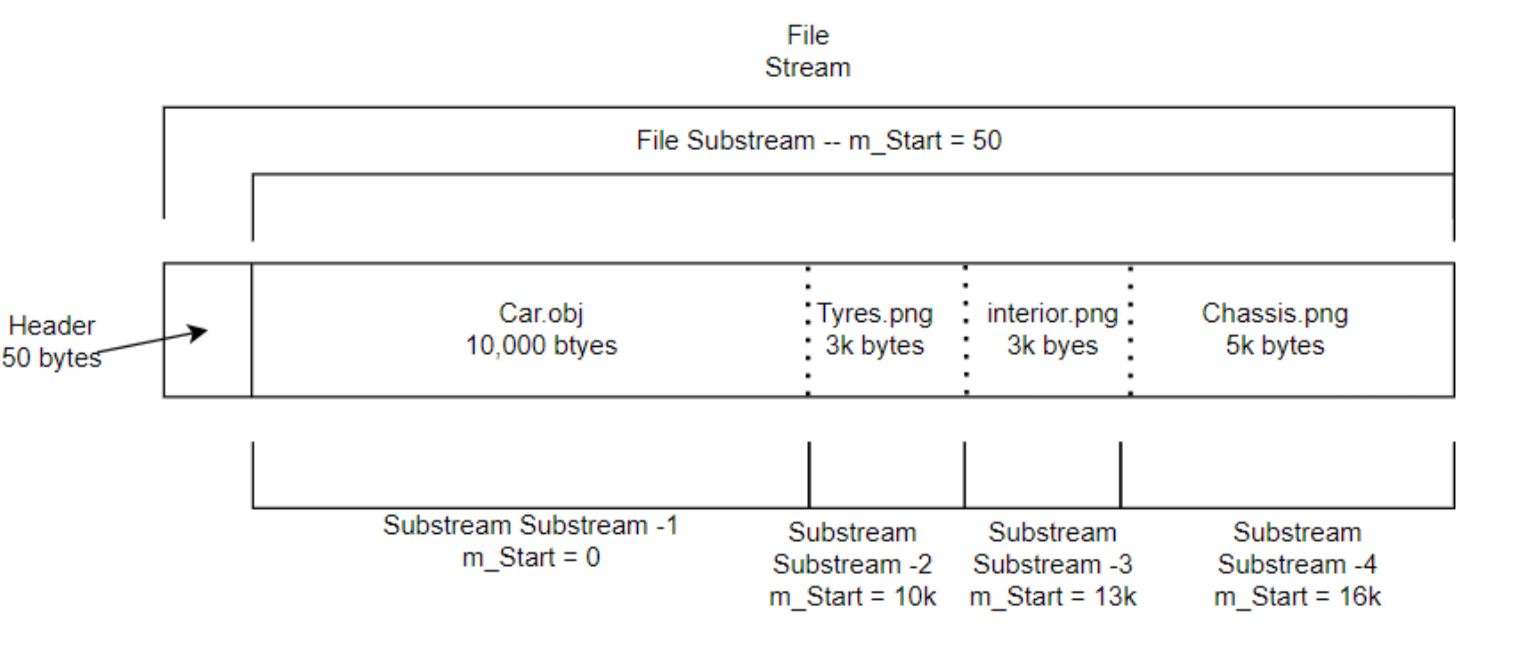 File
Stream
File Substream -- m_Start = 50
Header
50 bytes
Car.obj
10,000 btyes
Tyres.png
3k bytes
interior.png
3k byes
Chassis.png
5k bytes
Substream Substream -1
m_Start = 0
Substream
Substream -2
m_Start = 10k
Substream
Substream -3
m_Start = 13k
Substream
Substream -4
m_Start = 16k